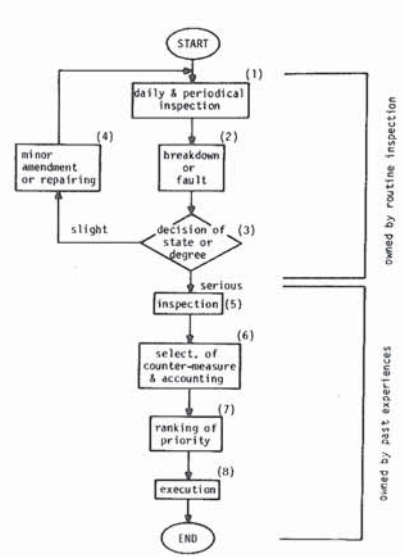 START
(1)
daily & periodical
inspection
(2)
breakdown
or
fault
(4)
minor
amendment
or repairing
slight
decision of
state or
degree
(3)
serious
inspection
(5)
(6)
select. of
counter-measure
& accounting
(7)
ranking of
priority
(8)
execution
END
owned by routine inspection
owned by past experiences